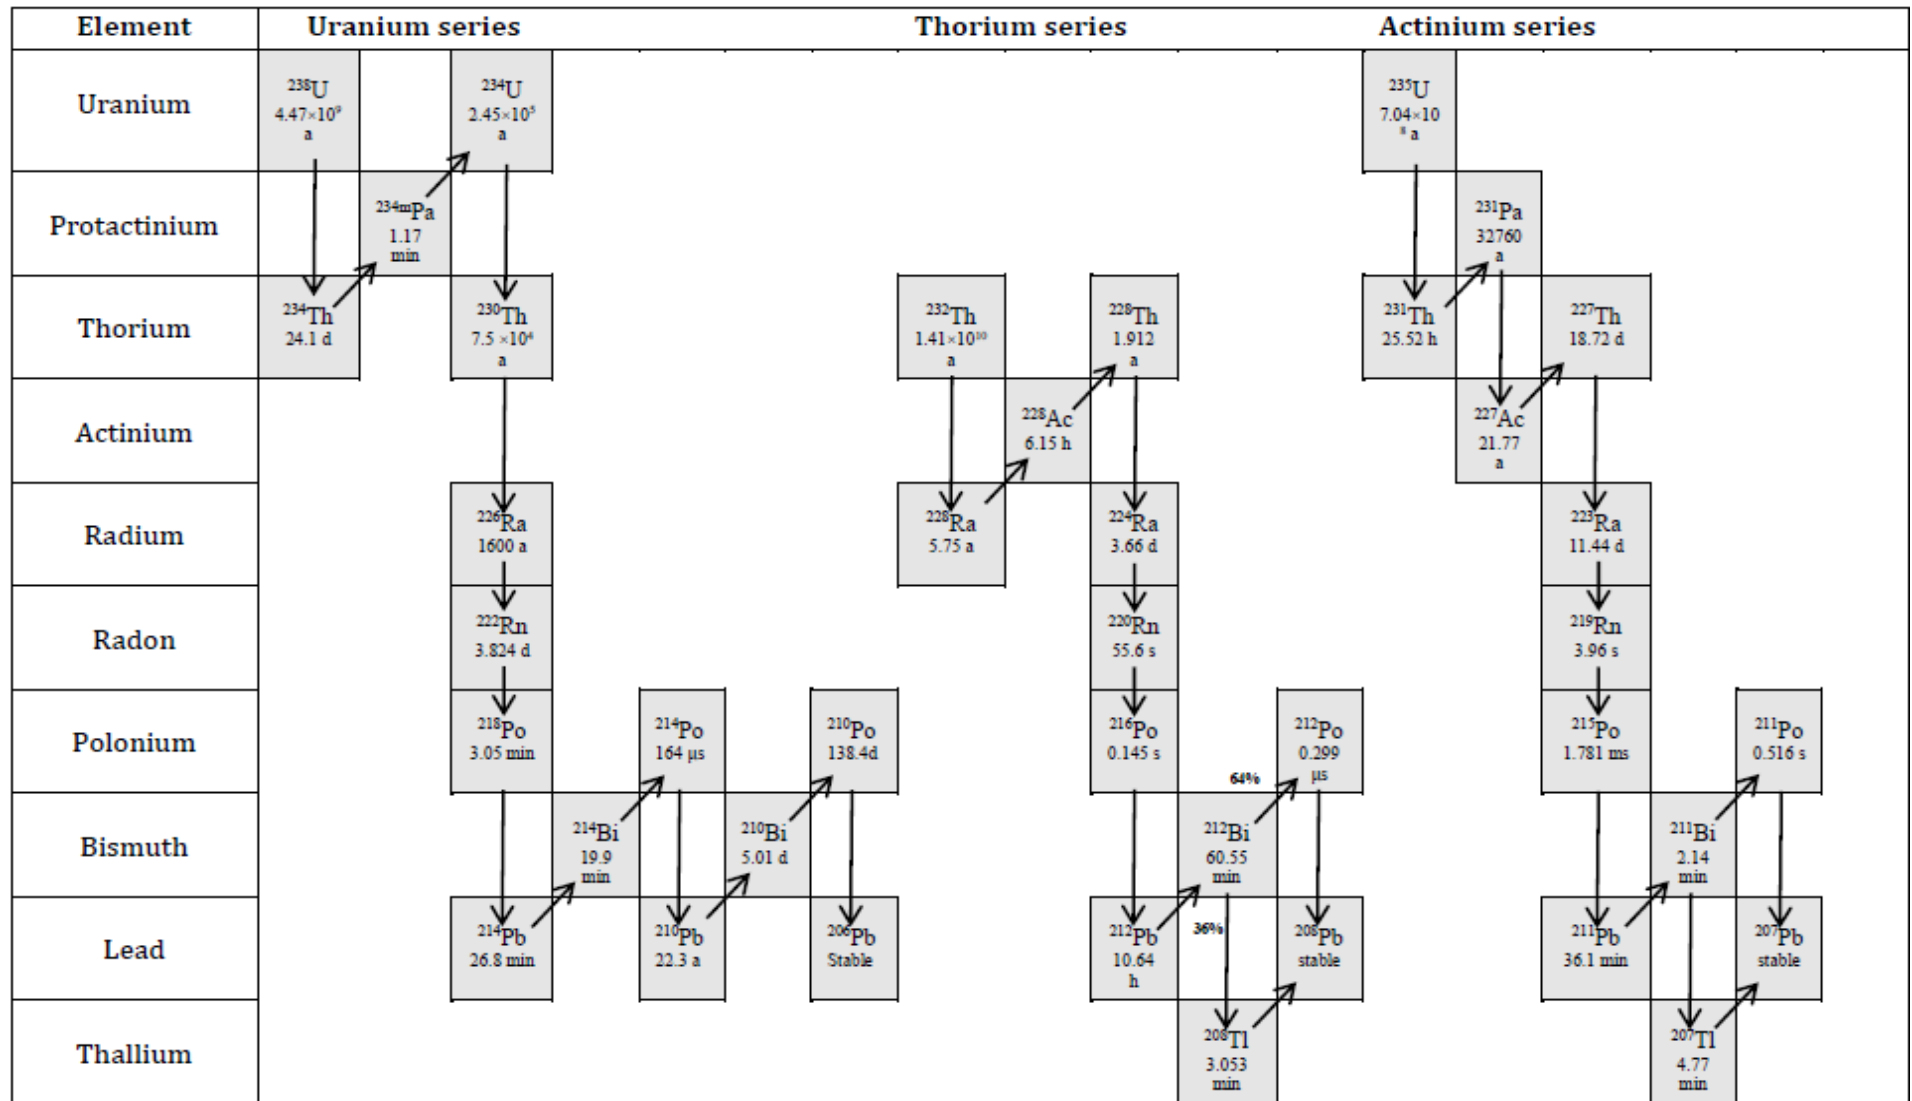 Element Uranium series Thorium series Actinium series
Uranium
²³⁸U
4.47×10⁹
a
²³⁴U
2.45×10⁵
a
²³⁵U
7.04×10
⁸ a
Protactinium
²³⁴ᵐPa
1.17
min
²³¹Pa
32760
a
Thorium
²³⁴Th
24.1 d
²³⁰Th
7.5 ×10⁴
a
²³²Th
1.41×10¹⁰
a
²²⁸Th
1.912
a
²³¹Th
25.52 h
²²⁷Th
18.72 d
Actinium
²²⁸Ac
6.15 h
²²⁷Ac
21.77
a
Radium
²²⁶Ra
1600 a
²²⁸Ra
5.75 a
²²⁴Ra
3.66 d
²²³Ra
11.44 d
Radon
²²²Rn
3.824 d
²²⁰Rn
55.6 s
²¹⁹Rn
3.96 s
Polonium
²¹⁸Po
3.05 min
²¹⁴Po
164 µs
²¹⁰Po
138.4d
²¹⁶Po
0.145 s
64%
²¹²Po
0.299
µs
²¹⁵Po
1.781 ms
²¹¹Po
0.516 s
Bismuth
²¹⁴Bi
19.9
min
²¹⁰Bi
5.01 d
²¹²Bi
60.55
min
²¹¹Bi
2.14
min
Lead
²¹⁴Pb
26.8 min
²¹⁰Pb
22.3 a
²⁰⁶Pb
Stable
²¹²Pb
10.64
h
36%
²⁰⁸Pb
stable
²¹¹Pb
36.1 min
²⁰⁷Pb
stable
Thallium
²⁰⁸Tl
3.053
min
²⁰⁷Tl
4.77
min